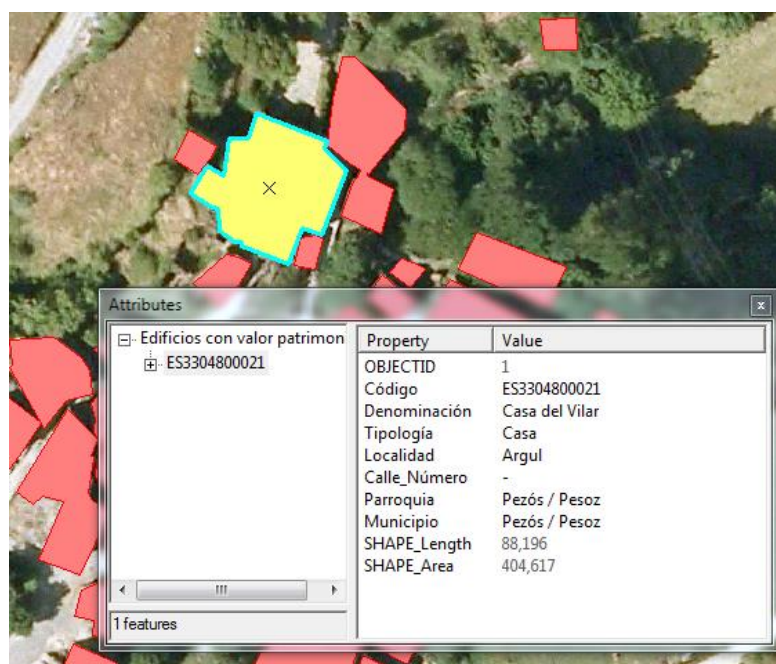 Attributes
x
Edificios con valor patrimon
ES3304800021
1 features
Property Value
OBJECTID 1
Código ES3304800021
Denominación Casa del Vilar
Tipología Casa
Localidad Argul
Calle_Número -
Parroquia Pezós / Pesoz
Municipio Pezós / Pesoz
SHAPE_Length 88,196
SHAPE_Area 404,617